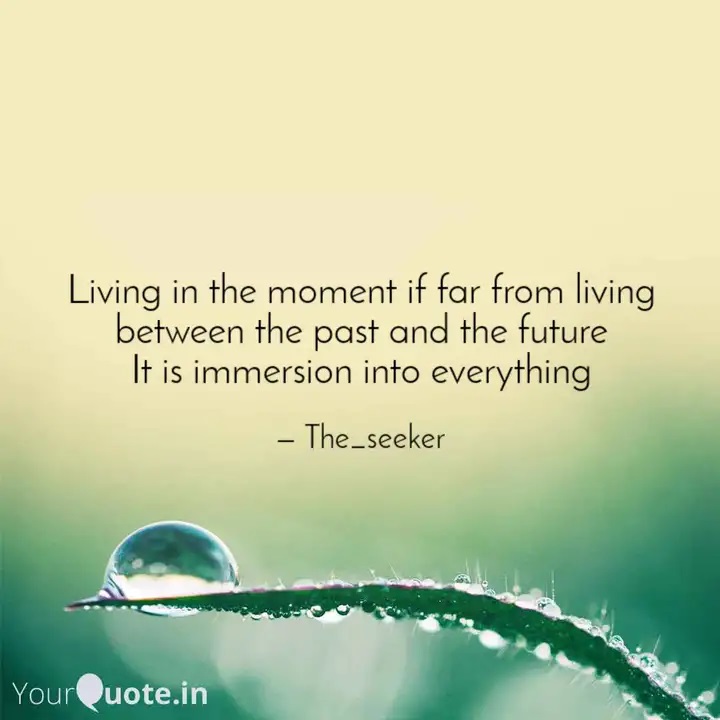 Living in the moment if far from living
between the past and the future
It is immersion into everything
– The_seeker
YourQuote.in